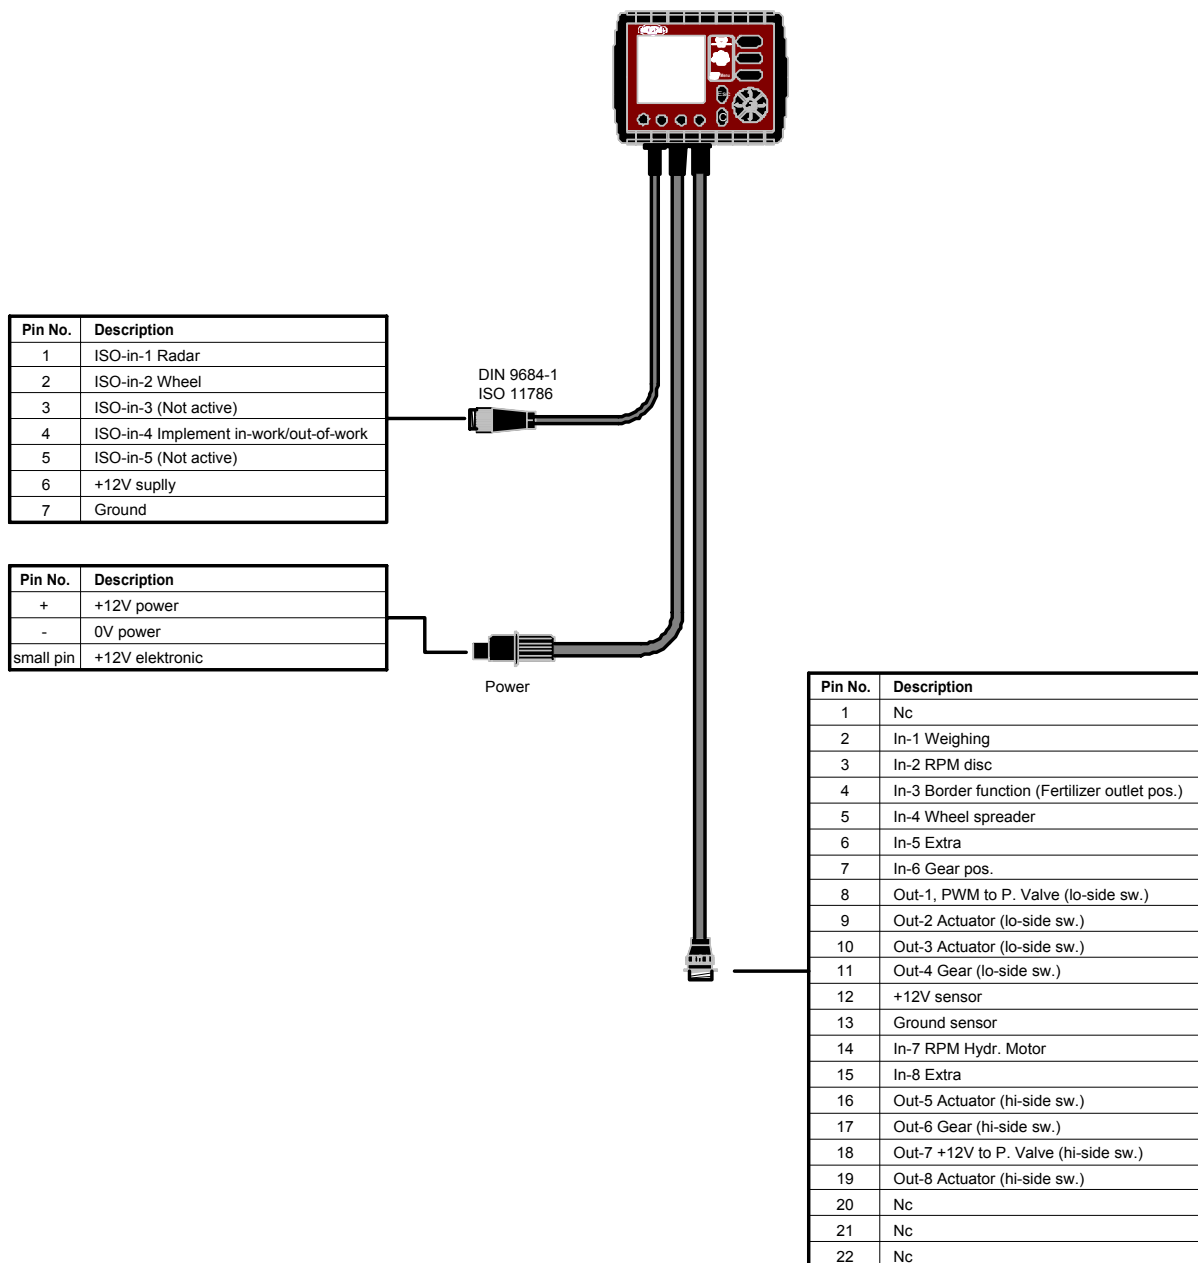 Menu
Esc
C
Pin No. Description
1 ISO-in-1 Radar
2 ISO-in-2 Wheel
3 ISO-in-3 (Not active)
4 ISO-in-4 Implement in-work/out-of-work
5 ISO-in-5 (Not active)
6 +12V suplly
7 Ground
DIN 9684-1
ISO 11786
Pin No. Description
+ +12V power
- 0V power
small pin +12V elektronic
Power
Pin No. Description
1 Nc
2 In-1 Weighing
3 In-2 RPM disc
4 In-3 Border function (Fertilizer outlet pos.)
5 In-4 Wheel spreader
6 In-5 Extra
7 In-6 Gear pos.
8 Out-1, PWM to P. Valve (lo-side sw.)
9 Out-2 Actuator (lo-side sw.)
10 Out-3 Actuator (lo-side sw.)
11 Out-4 Gear (lo-side sw.)
12 +12V sensor
13 Ground sensor
14 In-7 RPM Hydr. Motor
15 In-8 Extra
16 Out-5 Actuator (hi-side sw.)
17 Out-6 Gear (hi-side sw.)
18 Out-7 +12V to P. Valve (hi-side sw.)
19 Out-8 Actuator (hi-side sw.)
20 Nc
21 Nc
22 Nc